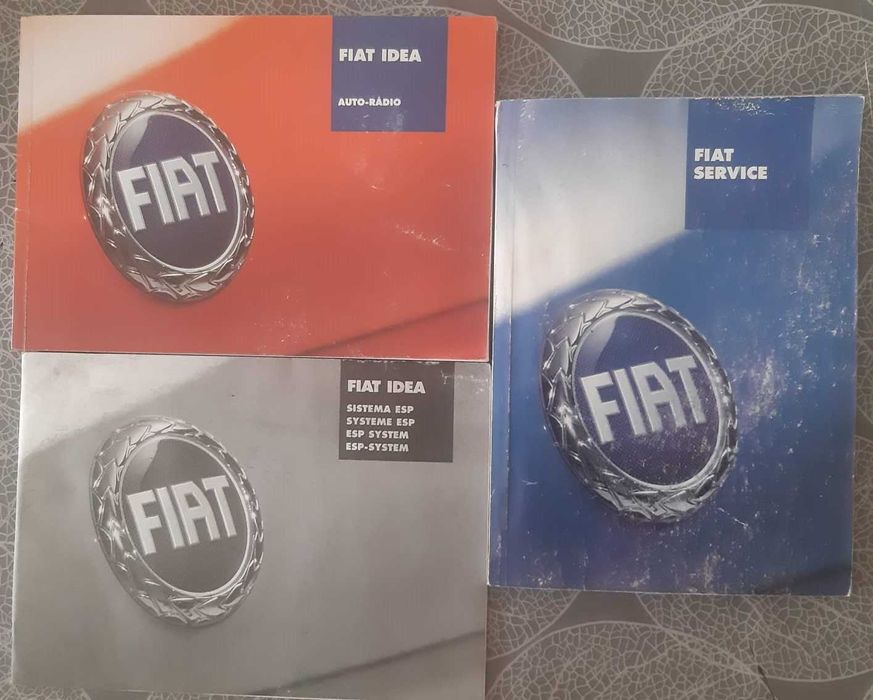 FIAT IDEA
AUTO-RÁDIO
FIAT
FIAT
SERVICE
FIAT
FIAT IDEA
SISTEMA ESP
SYSTEME ESP
ESP SYSTEM
ESP-SYSTEM
FIAT